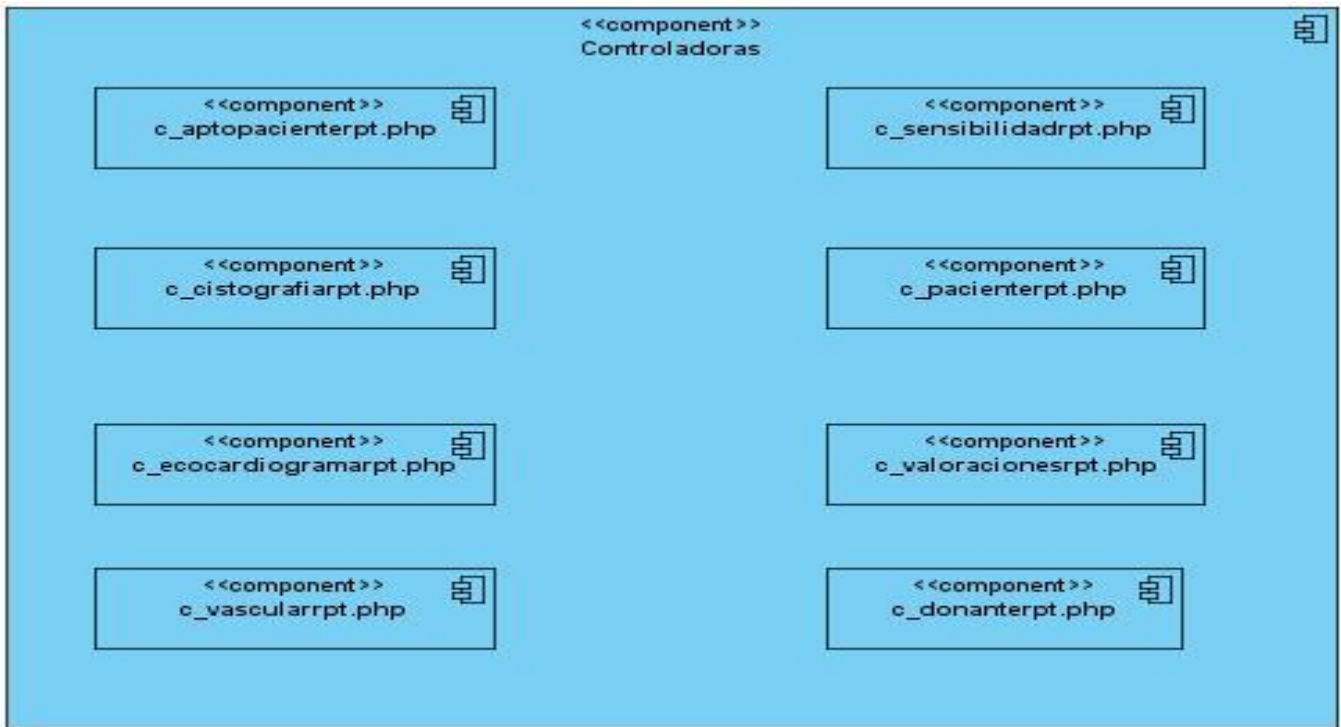 <<component>>
Controladoras
<<component>>
c_aptopacienterpt.php
<<component>>
c_sensibilidadrpt.php
<<component>>
c_cistografiarpt.php
<<component>>
c_pacienterpt.php
<<component>>
c_ecocardiogramarpt.php
<<component>>
c_valoracionesrpt.php
<<component>>
c_vascularrpt.php
<<component>>
c_donanterpt.php